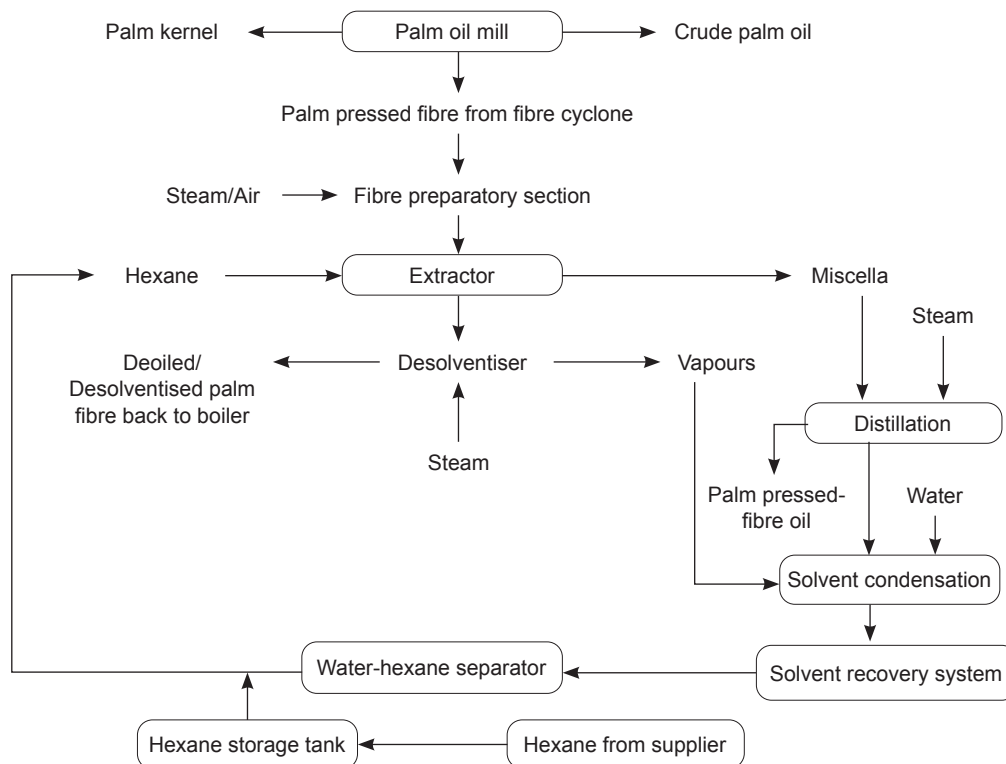 Palm kernel
Palm oil mill
Crude palm oil
Palm pressed fibre from fibre cyclone
Steam/Air
Fibre preparatory section
Hexane
Extractor
Miscella
Steam
Deoiled/
Desolventised palm
fibre back to boiler
Desolventiser
Vapours
Steam
Distillation
Palm pressed-
fibre oil
Water
Solvent condensation
Water-hexane separator
Solvent recovery system
Hexane storage tank
Hexane from supplier